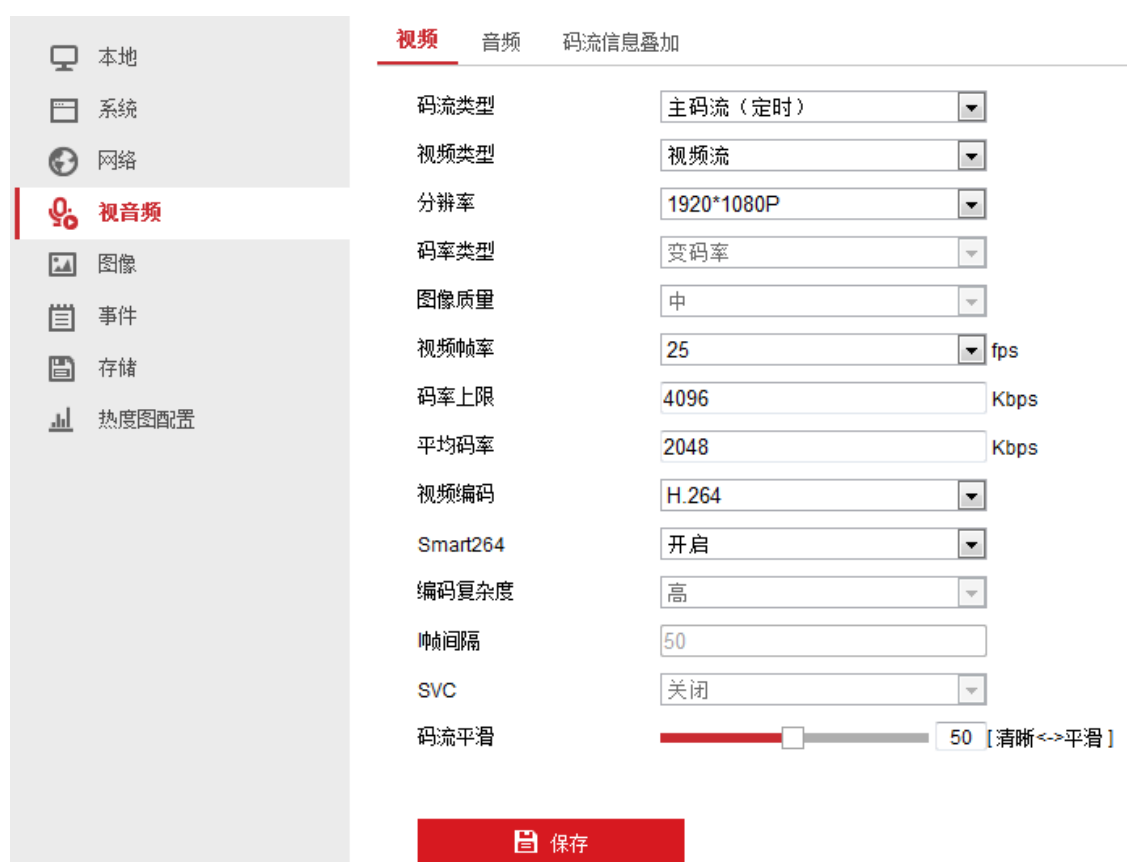 本地
系统
网络
视音频
图像
事件
存储
热度图配置
视频 音频 码流信息叠加
码流类型 主码流（定时）
视频类型 视频流
分辨率 1920*1080P
码率类型 变码率
图像质量 中
视频帧率 25 fps
码率上限 4096 Kbps
平均码率 2048 Kbps
视频编码 H.264
Smart264 开启
编码复杂度 高
I帧间隔 50
SVC 关闭
码流平滑 50 [ 清晰<->平滑 ]
保存